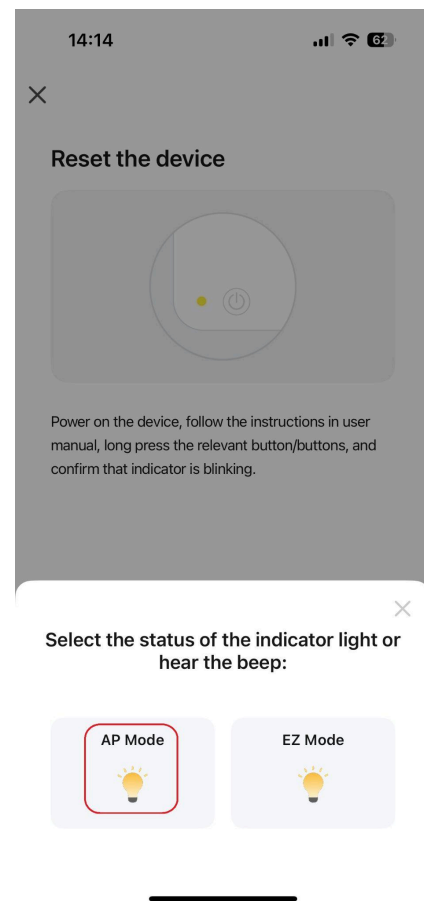 14:14
62
Reset the device
Power on the device, follow the instructions in user
manual, long press the relevant button/buttons, and
confirm that indicator is blinking.
Select the status of the indicator light or
hear the beep:
AP Mode
EZ Mode